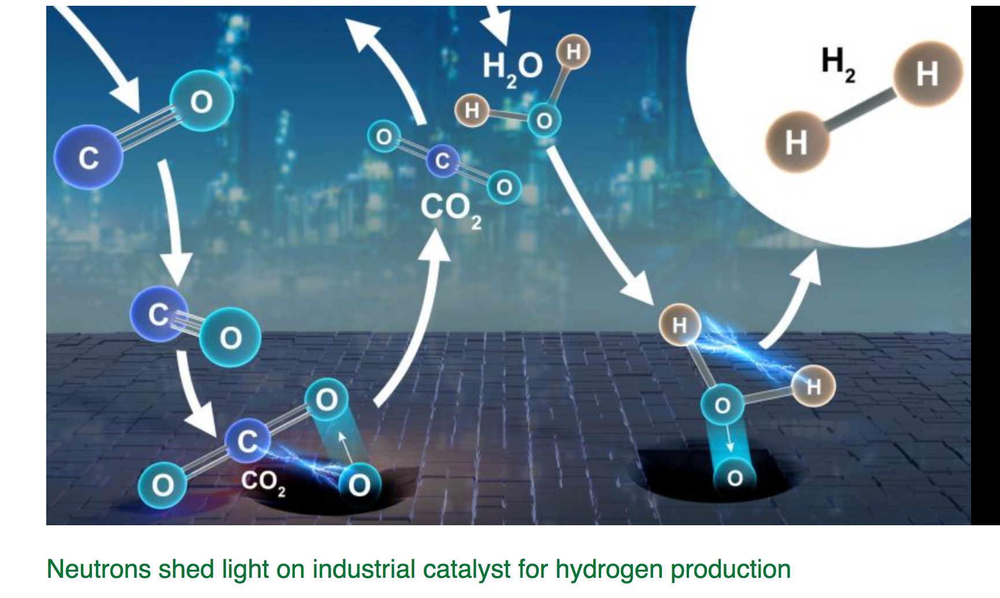 H
H₂O
H₂
H
O
H
O
H
C
O
C
O
CO₂
C
O
H
H
O
O
C
O
CO₂
O
O
Neutrons shed light on industrial catalyst for hydrogen production